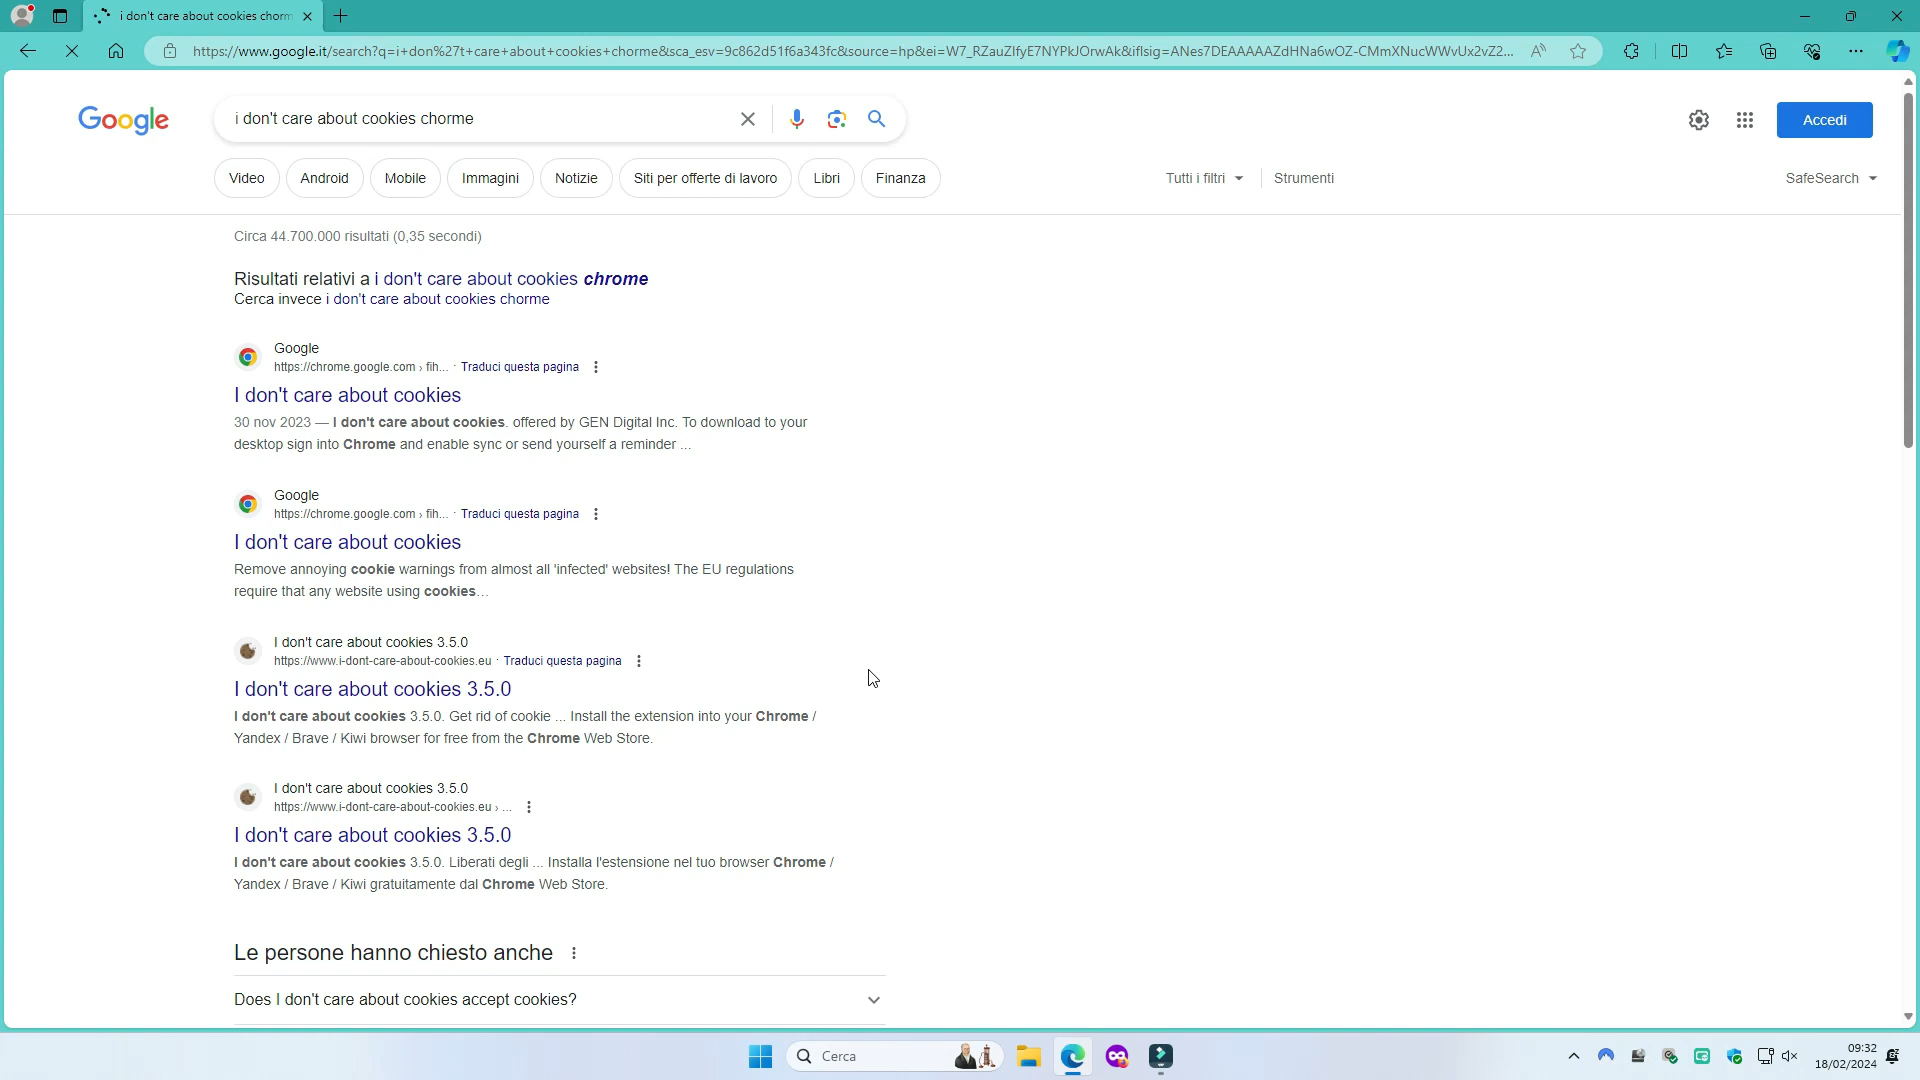 i don't care about cookies chorm
https://www.google.it/search?q=i+don%27t+care+about+cookies+chorme&sca_esv=9c862d51f6a343fc&source=hp&ei=W7_RZauZIfyE7NYPkJOrwAk&iflsig=ANes7DEAAAAAZdHNa6wOZ-CMmXNucWWvUx2vZ2...
Google
i don't care about cookies chorme
Accedi
Video
Android
Mobile
Immagini
Notizie
Siti per offerte di lavoro
Libri
Finanza
Tutti i filtri
Strumenti
SafeSearch
Circa 44.700.000 risultati (0,35 secondi)
Risultati relativi a i don't care about cookies chrome
Cerca invece i don't care about cookies chorme
Google
https://chrome.google.com › fih... · Traduci questa pagina
I don't care about cookies
30 nov 2023 — I don't care about cookies. offered by GEN Digital Inc. To download to your
desktop sign into Chrome and enable sync or send yourself a reminder ...
Google
https://chrome.google.com › fih... · Traduci questa pagina
I don't care about cookies
Remove annoying cookie warnings from almost all 'infected' websites! The EU regulations
require that any website using cookies…
I don't care about cookies 3.5.0
https://www.i-dont-care-about-cookies.eu · Traduci questa pagina
I don't care about cookies 3.5.0
I don't care about cookies 3.5.0. Get rid of cookie ... Install the extension into your Chrome /
Yandex / Brave / Kiwi browser for free from the Chrome Web Store.
I don't care about cookies 3.5.0
https://www.i-dont-care-about-cookies.eu › ...
I don't care about cookies 3.5.0
I don't care about cookies 3.5.0. Liberati degli ... Installa l'estensione nel tuo browser Chrome /
Yandex / Brave / Kiwi gratuitamente dal Chrome Web Store.
Le persone hanno chiesto anche
Does I don't care about cookies accept cookies?
Cerca
09:32
18/02/2024